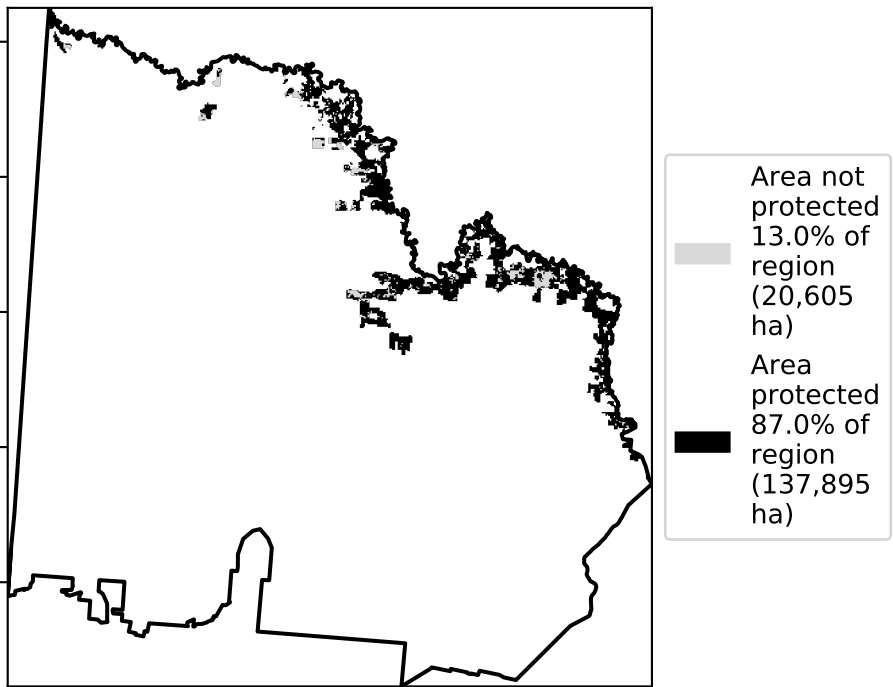 Area not
protected
13.0% of
region
(20,605
ha)
Area
protected
87.0% of
region
(137,895
ha)